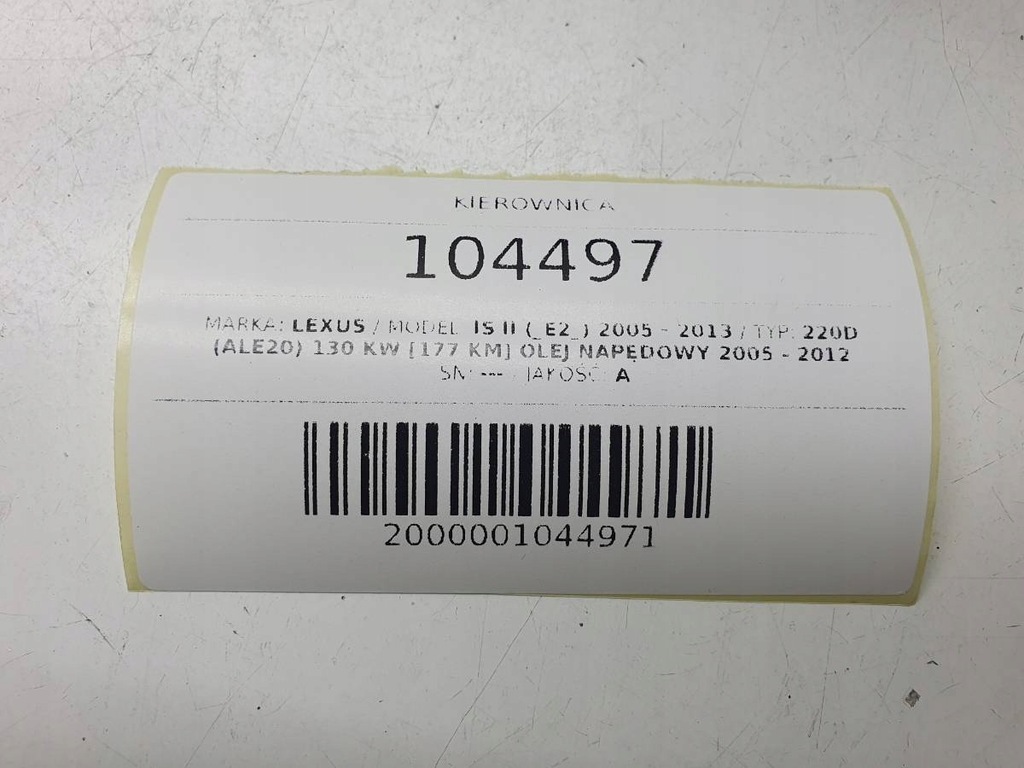 KIEROWNICA
104497
MARKA: LEXUS / MODEL: IS II (_E2_) 2005 - 2013 / TYP: 220D
(ALE20) 130 KW [177 KM] OLEJ NAPĘDOWY 2005 - 2012
SN: --- / JAKOŚĆ: A
2000001044971